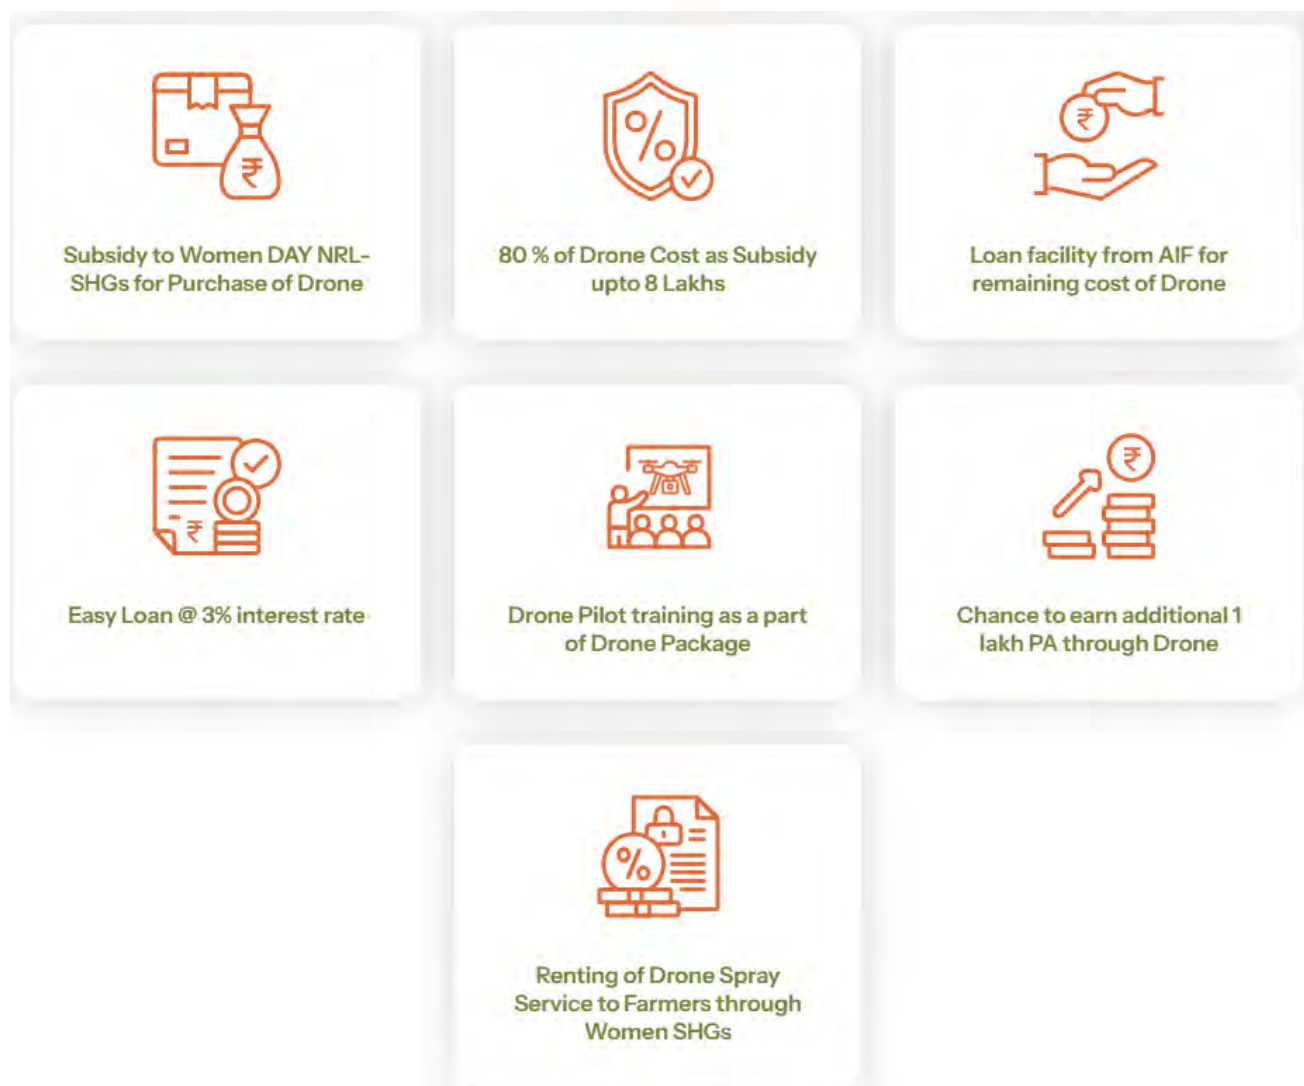 Subsidy to Women DAY NRL-
SHGs for Purchase of Drone
80 % of Drone Cost as Subsidy
upto 8 Lakhs
Loan facility from AIF for
remaining cost of Drone
Easy Loan @ 3% interest rate
Drone Pilot training as a part
of Drone Package
Chance to earn additional 1
lakh PA through Drone
Renting of Drone Spray
Service to Farmers through
Women SHGs